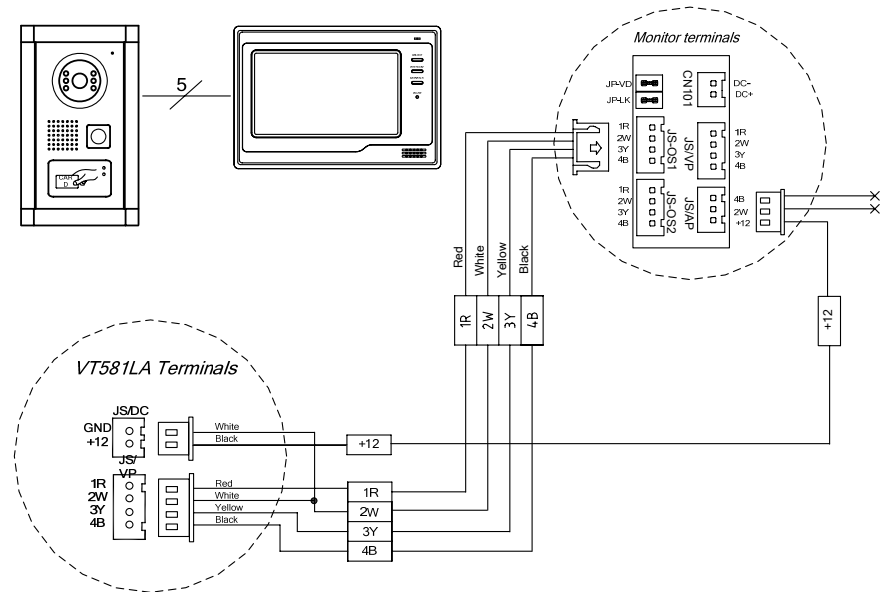 5
CAR
D
Monitor terminals
JP-VD
JP-LK
CN101
DC-
DC+
1R
2W
3Y
4B
JS-OS1
JS/VP
1R
2W
3Y
4B
1R
2W
3Y
4B
JS-OS2
JS/AP
4B
2W
+12
Red
White
Yellow
Black
1R
2W
3Y
4B
+12
VT581LA Terminals
JS/DC
GND
+12
White
Black
+12
JS/
VP
1R
2W
3Y
4B
Red
White
Yellow
Black
1R
2W
3Y
4B